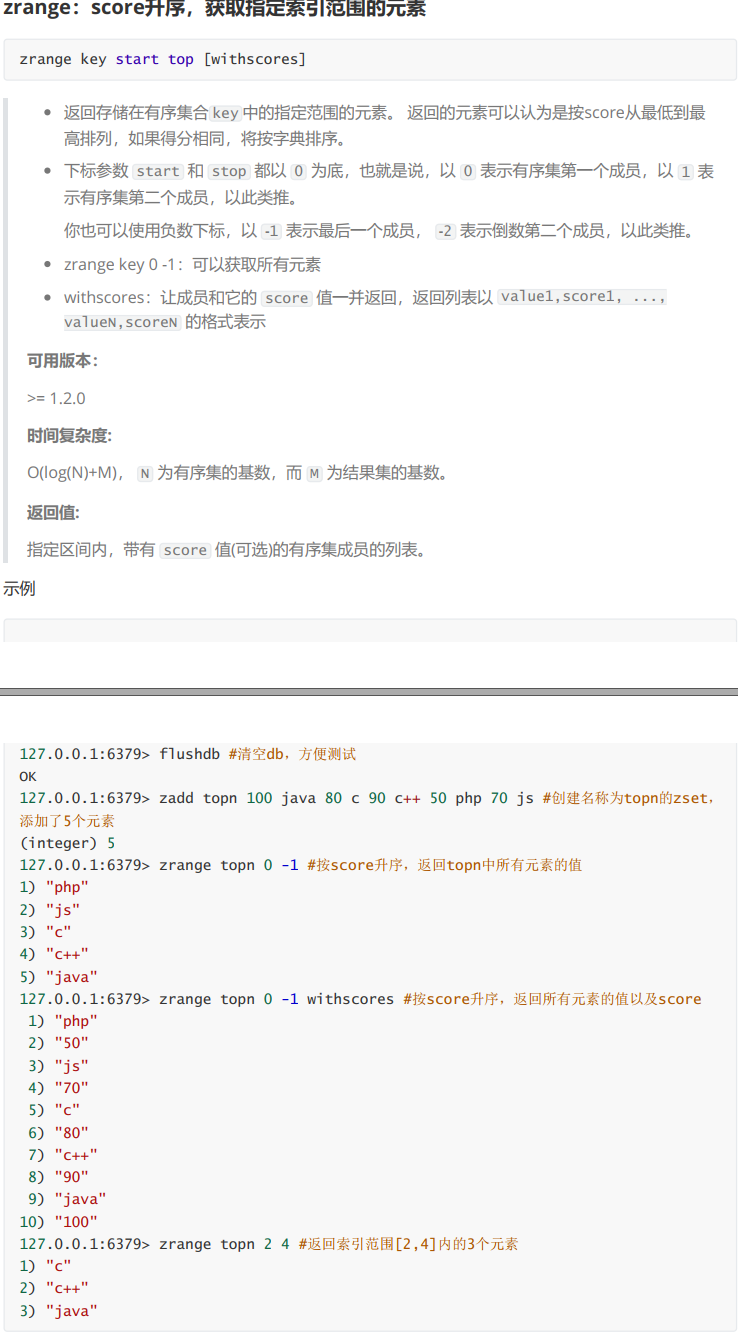 zrange：score升序，获取指定索引范围的元素
zrange key start top [withscores]
• 返回存储在有序集合key中的指定范围的元素。 返回的元素可以认为是按score从最低到最
高排列，如果得分相同，将按字典排序。
• 下标参数 start 和 stop 都以 0 为底，也就是说，以 0 表示有序集第一个成员，以 1 表
示有序集第二个成员，以此类推。
你也可以使用负数下标，以 -1 表示最后一个成员， -2 表示倒数第二个成员，以此类推。
• zrange key 0 -1：可以获取所有元素
• withscores：让成员和它的 score 值一并返回，返回列表以 value1,score1, ...,
valueN,scoreN 的格式表示
可用版本：
>= 1.2.0
时间复杂度:
O(log(N)+M)， N 为有序集的基数，而 M 为结果集的基数。
返回值:
指定区间内，带有 score 值(可选)的有序集成员的列表。
示例
127.0.0.1:6379> flushdb #清空db，方便测试
OK
127.0.0.1:6379> zadd topn 100 java 80 c 90 c++ 50 php 70 js #创建名称为topn的zset，
添加了5个元素
(integer) 5
127.0.0.1:6379> zrange topn 0 -1 #按score升序，返回topn中所有元素的值
1) "php"
2) "js"
3) "c"
4) "c++"
5) "java"
127.0.0.1:6379> zrange topn 0 -1 withscores #按score升序，返回所有元素的值以及score
1) "php"
2) "50"
3) "js"
4) "70"
5) "c"
6) "80"
7) "c++"
8) "90"
9) "java"
10) "100"
127.0.0.1:6379> zrange topn 2 4 #返回索引范围[2,4]内的3个元素
1) "c"
2) "c++"
3) "java"